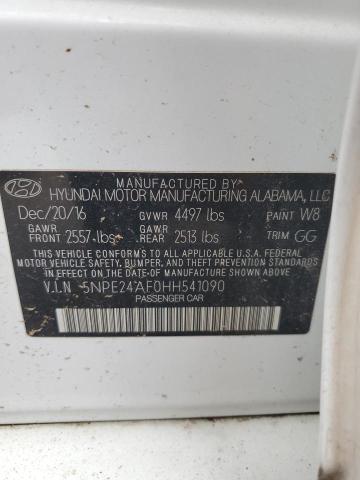 MANUFACTURED BY
HYUNDAI MOTOR MANUFACTURING ALABAMA, LLC
Dec/20/16 GVWR 4497 lbs PAINT W8
GAWR FRONT 2557 lbs GAWR REAR 2513 lbs TRIM GG
THIS VEHICLE CONFORMS TO ALL APPLICABLE U.S.A. FEDERAL
MOTOR VEHICLE SAFETY, BUMPER, AND THEFT PREVENTION
STANDARDS IN EFFECT ON THE DATE OF MANUFACTURE
SHOWN ABOVE.
V.I.N 5NPE24AF0HH541090
PASSENGER CAR